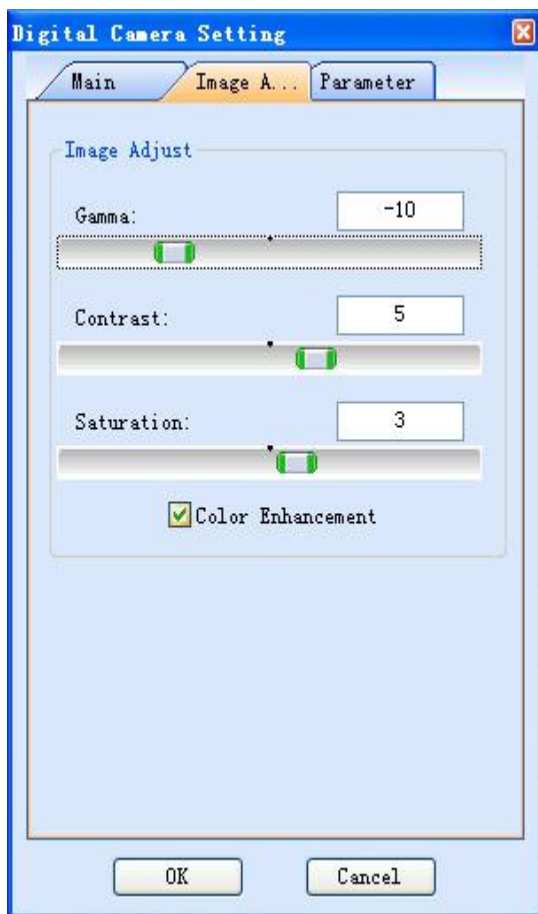 Digital Camera Setting
Main Image A... Parameter
Image Adjust
Gamma: -10
Contrast: 5
Saturation: 3
Color Enhancement
OK Cancel